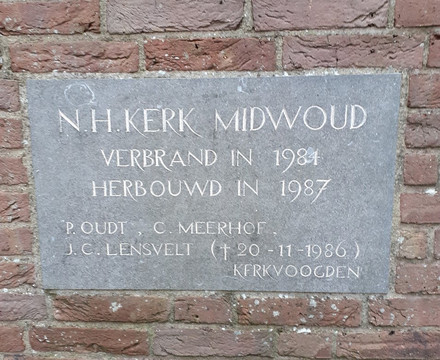 N.H. KERK MIDWOUD
VERBRAND IN 1984
HERBOUWD IN 1987
P. OUDT, C. MEERHOF,
J.C. LENSVELT († 20-11-1986)
KERKVOOGDEN